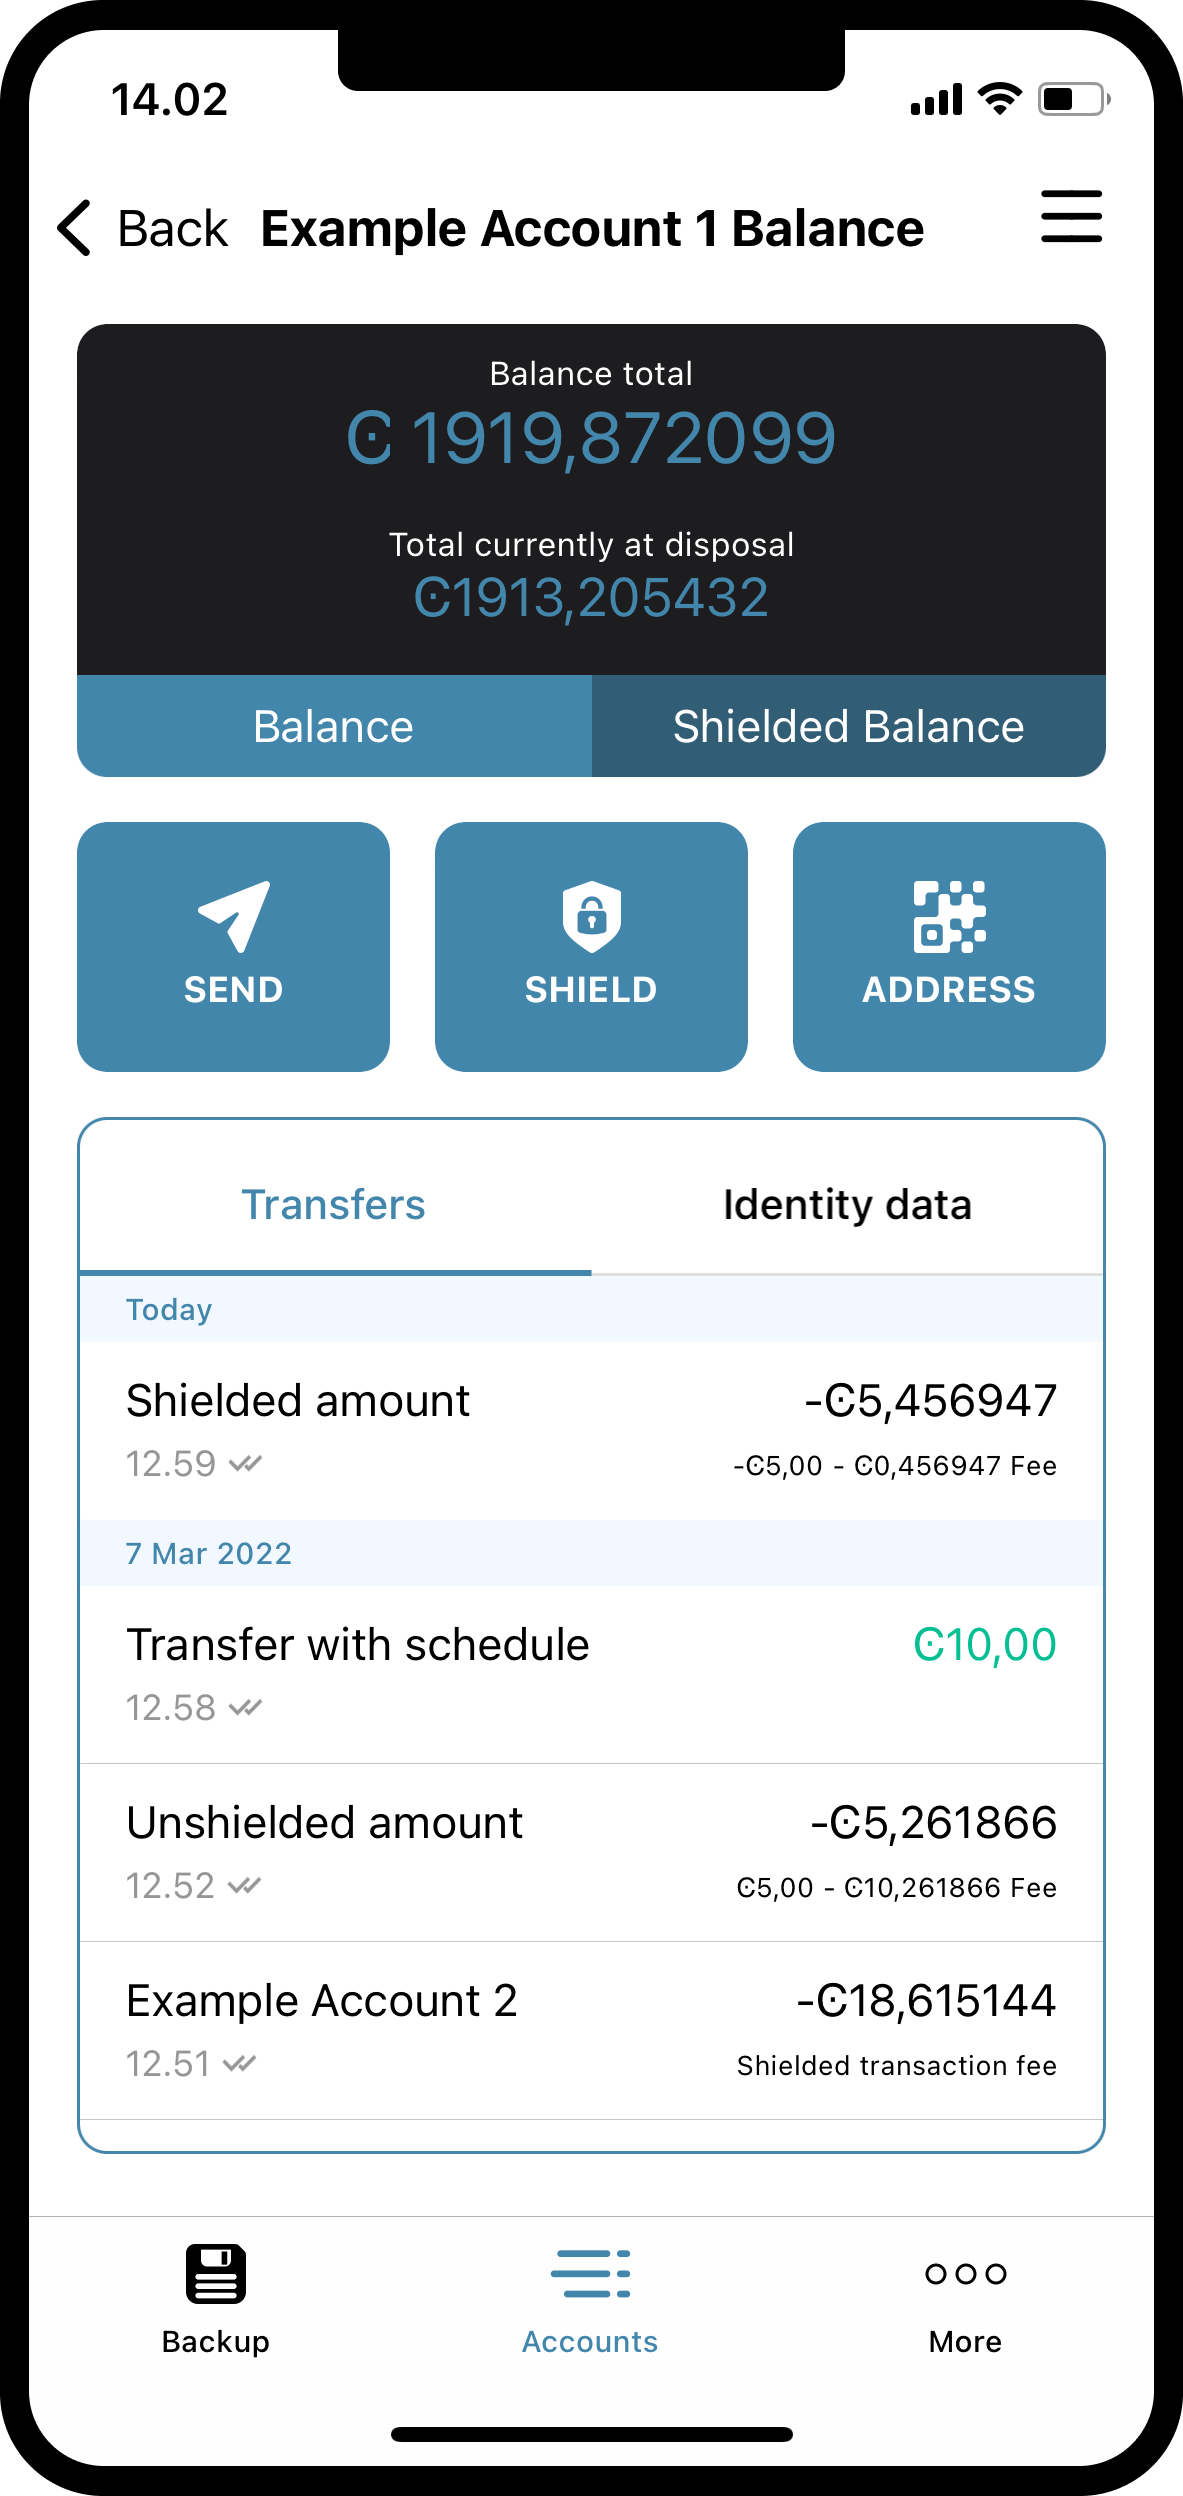 14.02
Back Example Account 1 Balance
Balance total
Ͼ 1919,872099
Total currently at disposal
Ͼ1913,205432
Balance Shielded Balance
SEND SHIELD ADDRESS
Transfers Identity data
Today
Shielded amount -Ͼ5,456947
12.59 -Ͼ5,00 - Ͼ0,456947 Fee
7 Mar 2022
Transfer with schedule Ͼ10,00
12.58
Unshielded amount -Ͼ5,261866
12.52 Ͼ5,00 - Ͼ10,261866 Fee
Example Account 2 -Ͼ18,615144
12.51 Shielded transaction fee
Backup Accounts More